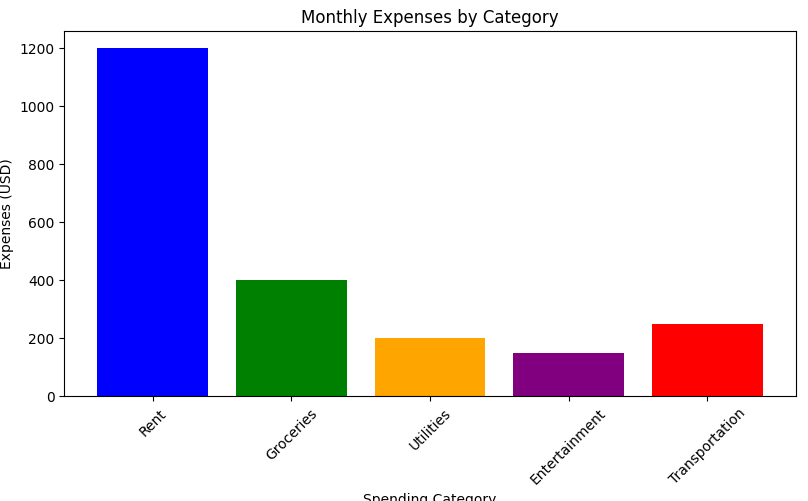 Monthly Expenses by Category
Expenses (USD)
1200
1000
800
600
400
200
0
Rent
Groceries
Utilities
Entertainment
Transportation
Spending Category